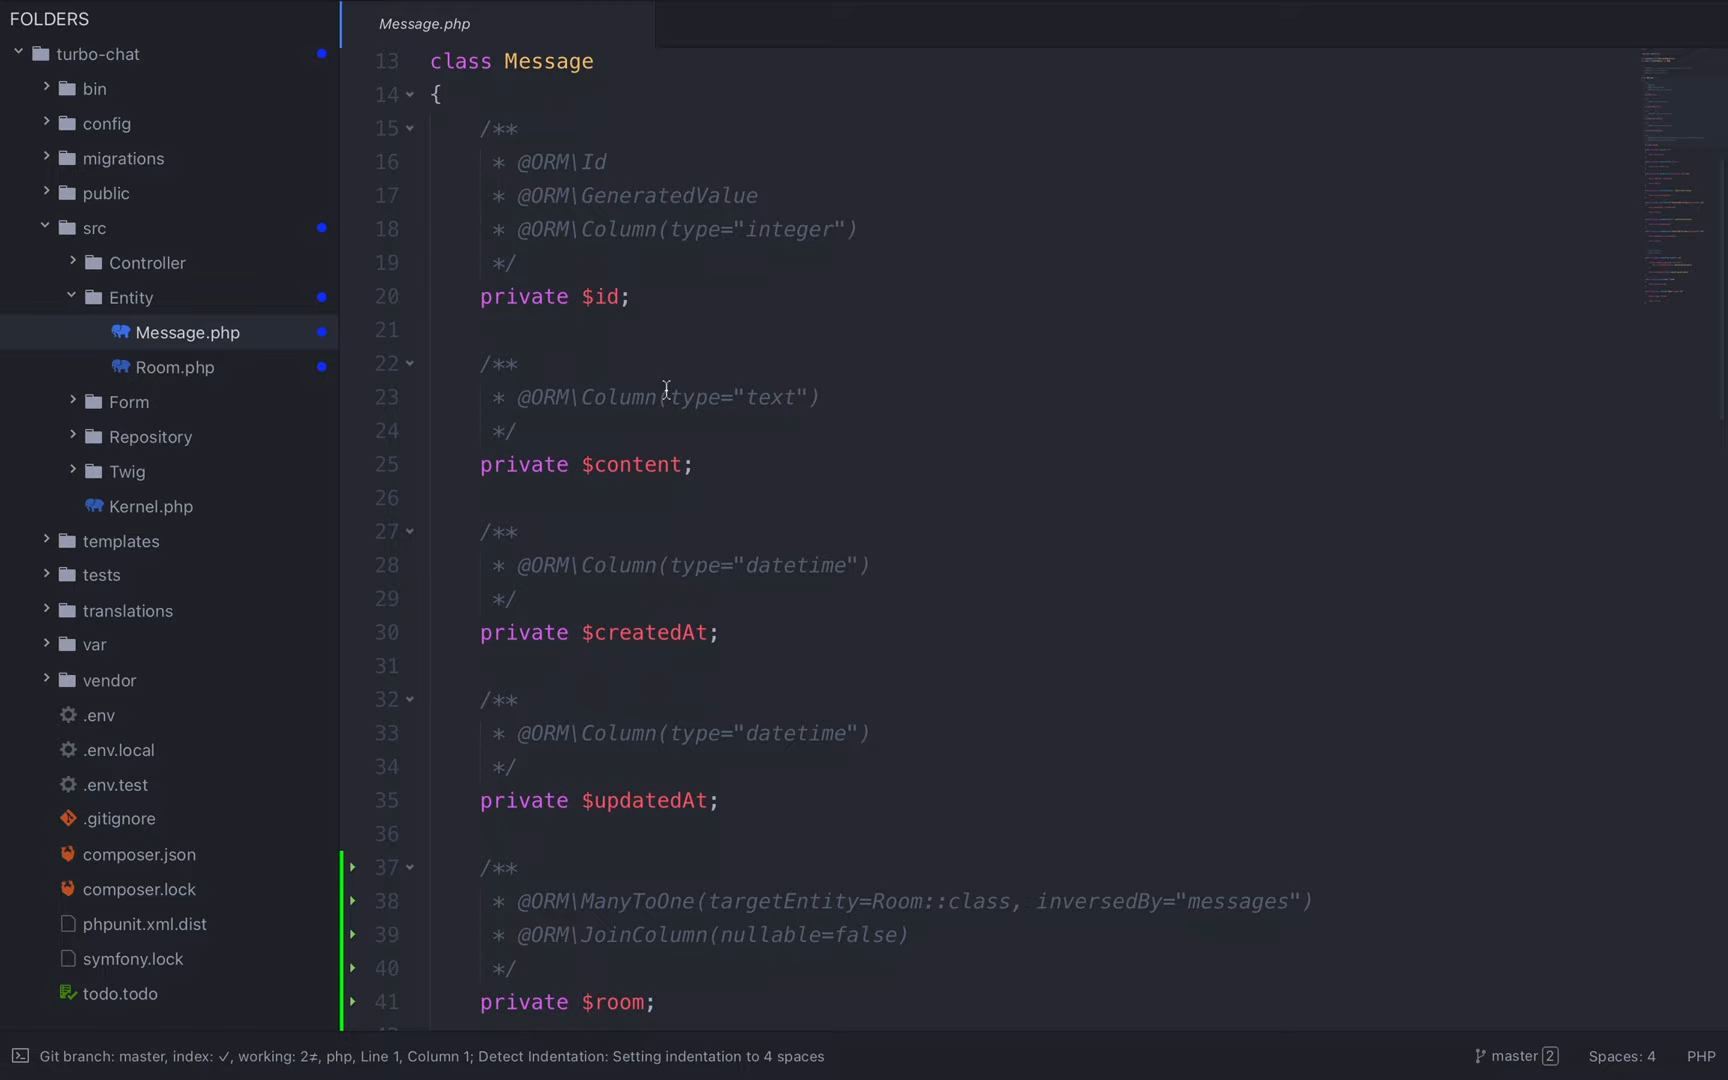 FOLDERS
turbo-chat
bin
config
migrations
public
src
Controller
Entity
Message.php
Room.php
Form
Repository
Twig
Kernel.php
templates
tests
translations
var
vendor
.env
.env.local
.env.test
.gitignore
composer.json
composer.lock
phpunit.xml.dist
symfony.lock
todo.todo
Message.php
13 class Message
14 {
15 /**
16 * @ORM\Id
17 * @ORM\GeneratedValue
18 * @ORM\Column(type="integer")
19 */
20 private $id;
21
22 /**
23 * @ORM\Column(type="text")
24 */
25 private $content;
26
27 /**
28 * @ORM\Column(type="datetime")
29 */
30 private $createdAt;
31
32 /**
33 * @ORM\Column(type="datetime")
34 */
35 private $updatedAt;
36
37 /**
38 * @ORM\ManyToOne(targetEntity=Room::class, inversedBy="messages")
39 * @ORM\JoinColumn(nullable=false)
40 */
41 private $room;
Git branch: master, index: ✓, working: 2≠, php, Line 1, Column 1; Detect Indentation: Setting indentation to 4 spaces
master 2
Spaces: 4
PHP